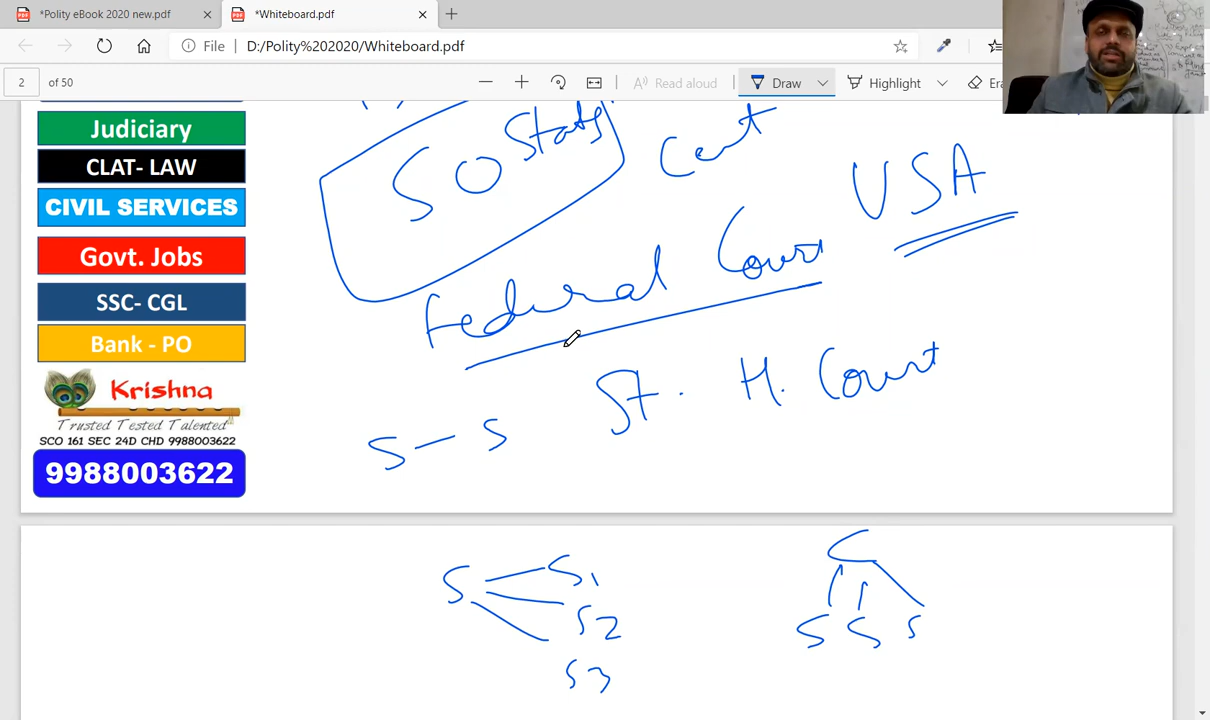 *Polity eBook 2020 new.pdf
*Whiteboard.pdf
File D:/Polity%202020/Whiteboard.pdf
2 of 50
Read aloud
Draw
Highlight
Era
Judiciary
CLAT- LAW
CIVIL SERVICES
Govt. Jobs
SSC- CGL
Bank - PO
Krishna
Trusted Tested Talented
SCO 161 SEC 24D CHD 9988003622
9988003622
50 States
Cent
USA
Federal Court
St. H. Court
S - S
S S1
S2
S3
C
S S S